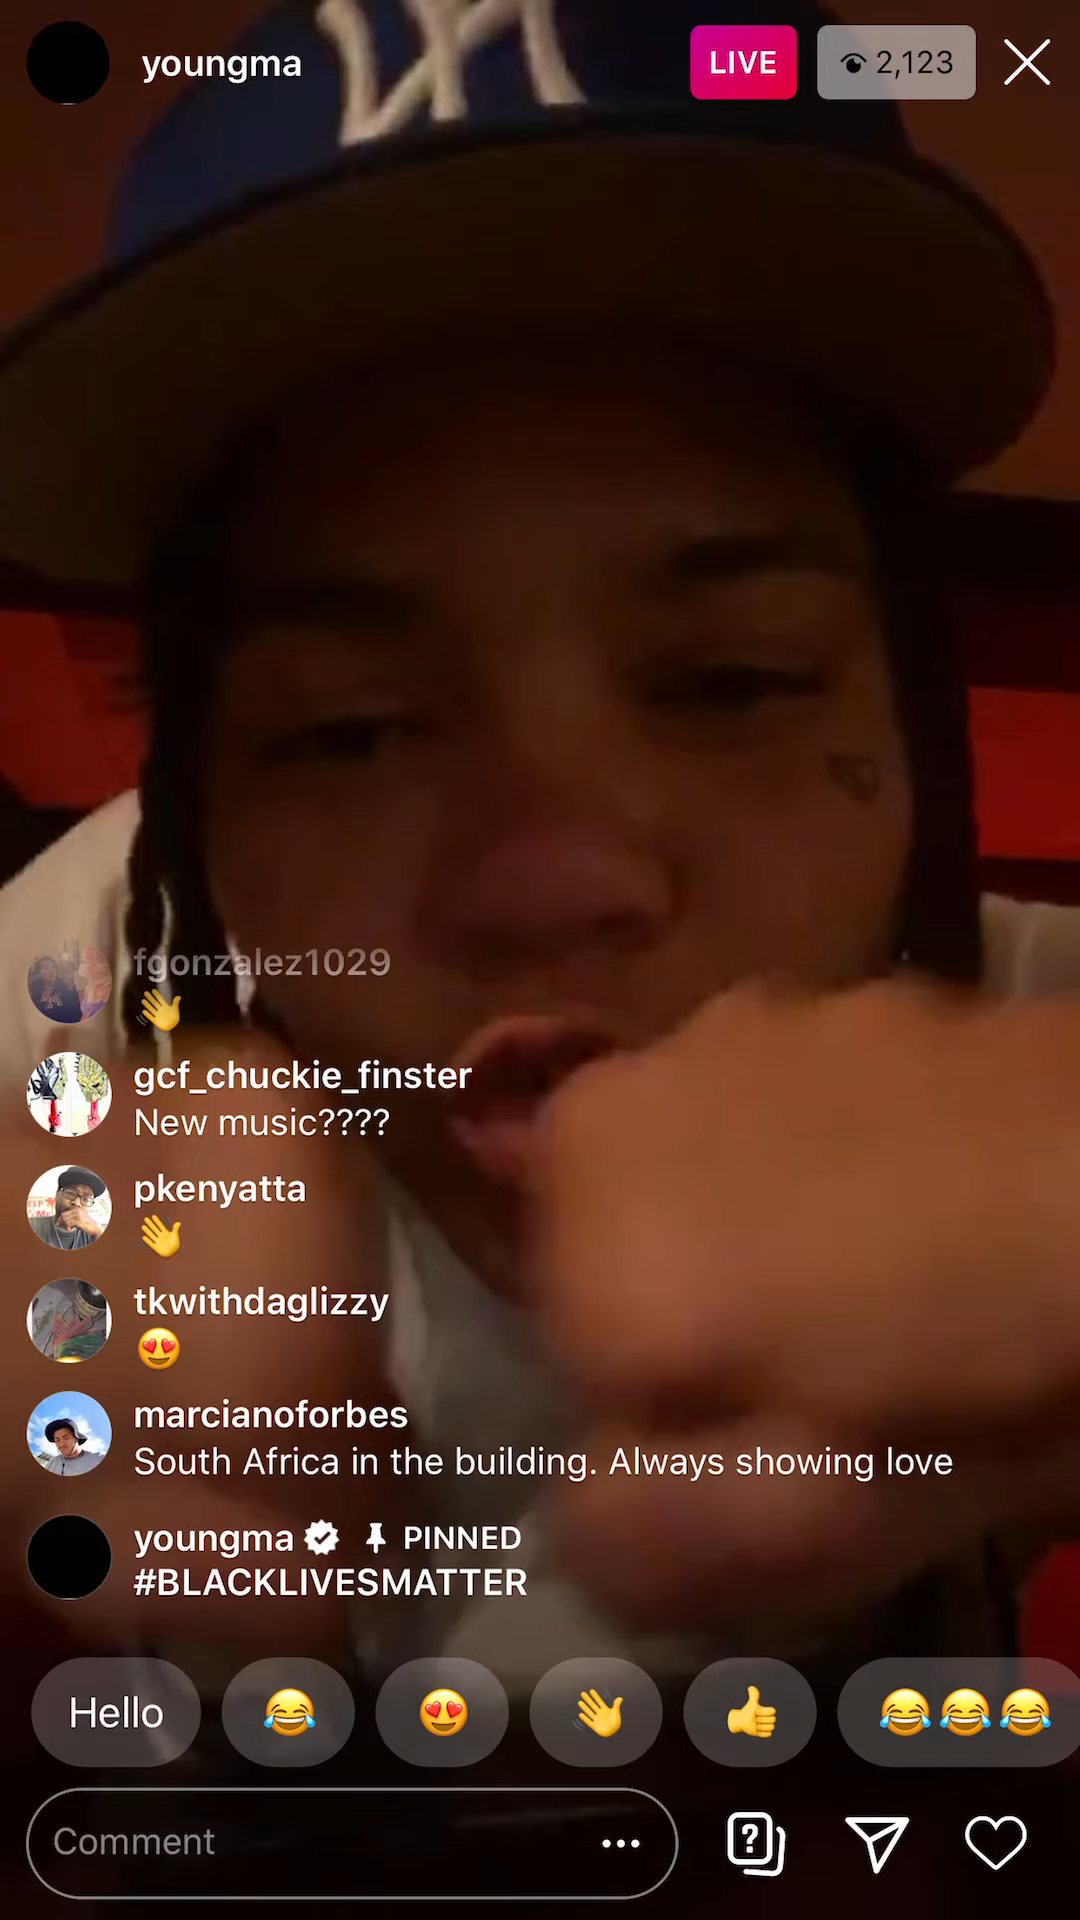 youngma
LIVE
2,123
fgonzalez1029
👋
gcf_chuckie_finster
New music????
pkenyatta
👋
tkwithdaglizzy
😍
marcianoforbes
South Africa in the building. Always showing love
youngma PINNED
#BLACKLIVESMATTER
Hello 😂 😍 👋 👍 😂😂😂
Comment